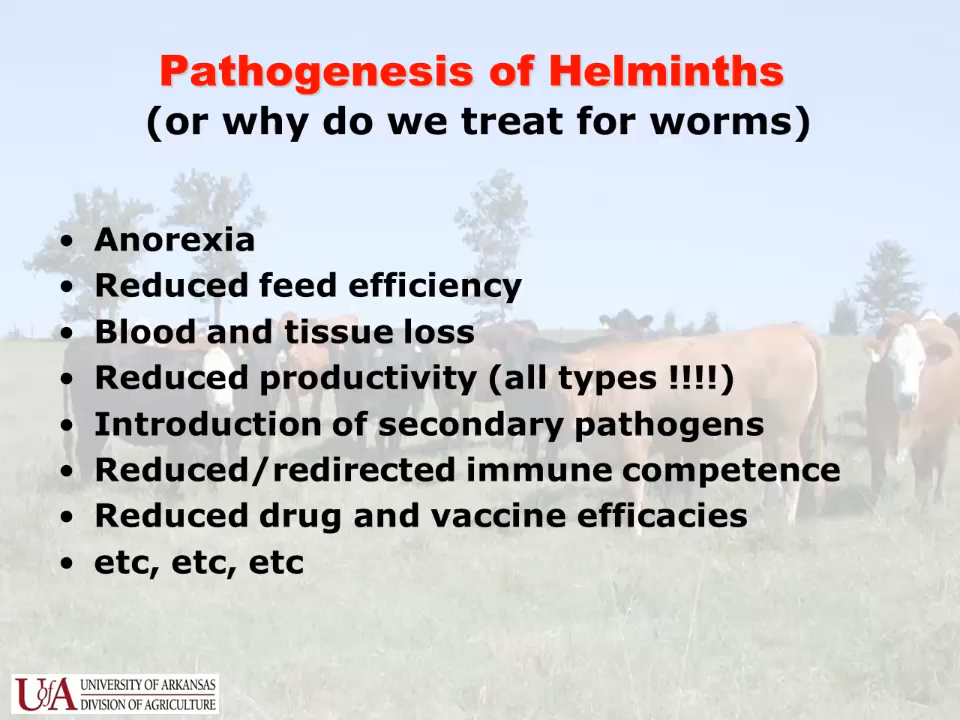 Pathogenesis of Helminths
(or why do we treat for worms)
• Anorexia
• Reduced feed efficiency
• Blood and tissue loss
• Reduced productivity (all types !!!!)
• Introduction of secondary pathogens
• Reduced/redirected immune competence
• Reduced drug and vaccine efficacies
• etc, etc, etc
UofA UNIVERSITY OF ARKANSAS
DIVISION OF AGRICULTURE